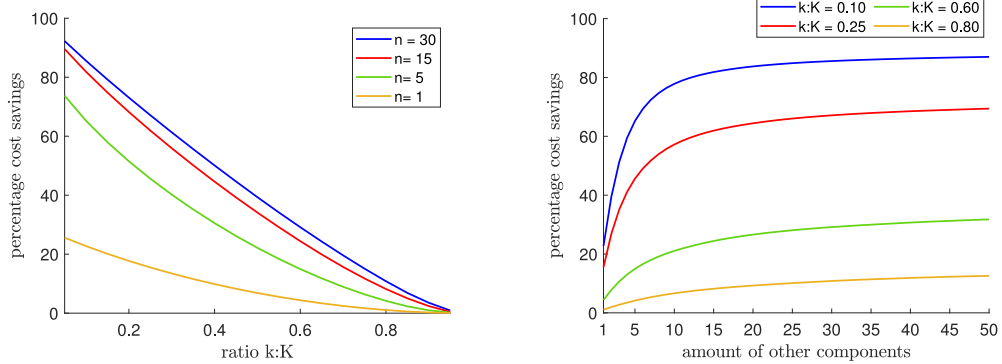 percentage cost savings
100
80
60
40
20
0
0.2
0.4
0.6
0.8
ratio k:K
n = 30
n= 15
n= 5
n= 1
percentage cost savings
100
80
60
40
20
0
1
5
10
15
20
25
30
35
40
45
50
amount of other components
k:K = 0.10
k:K = 0.60
k:K = 0.25
k:K = 0.80